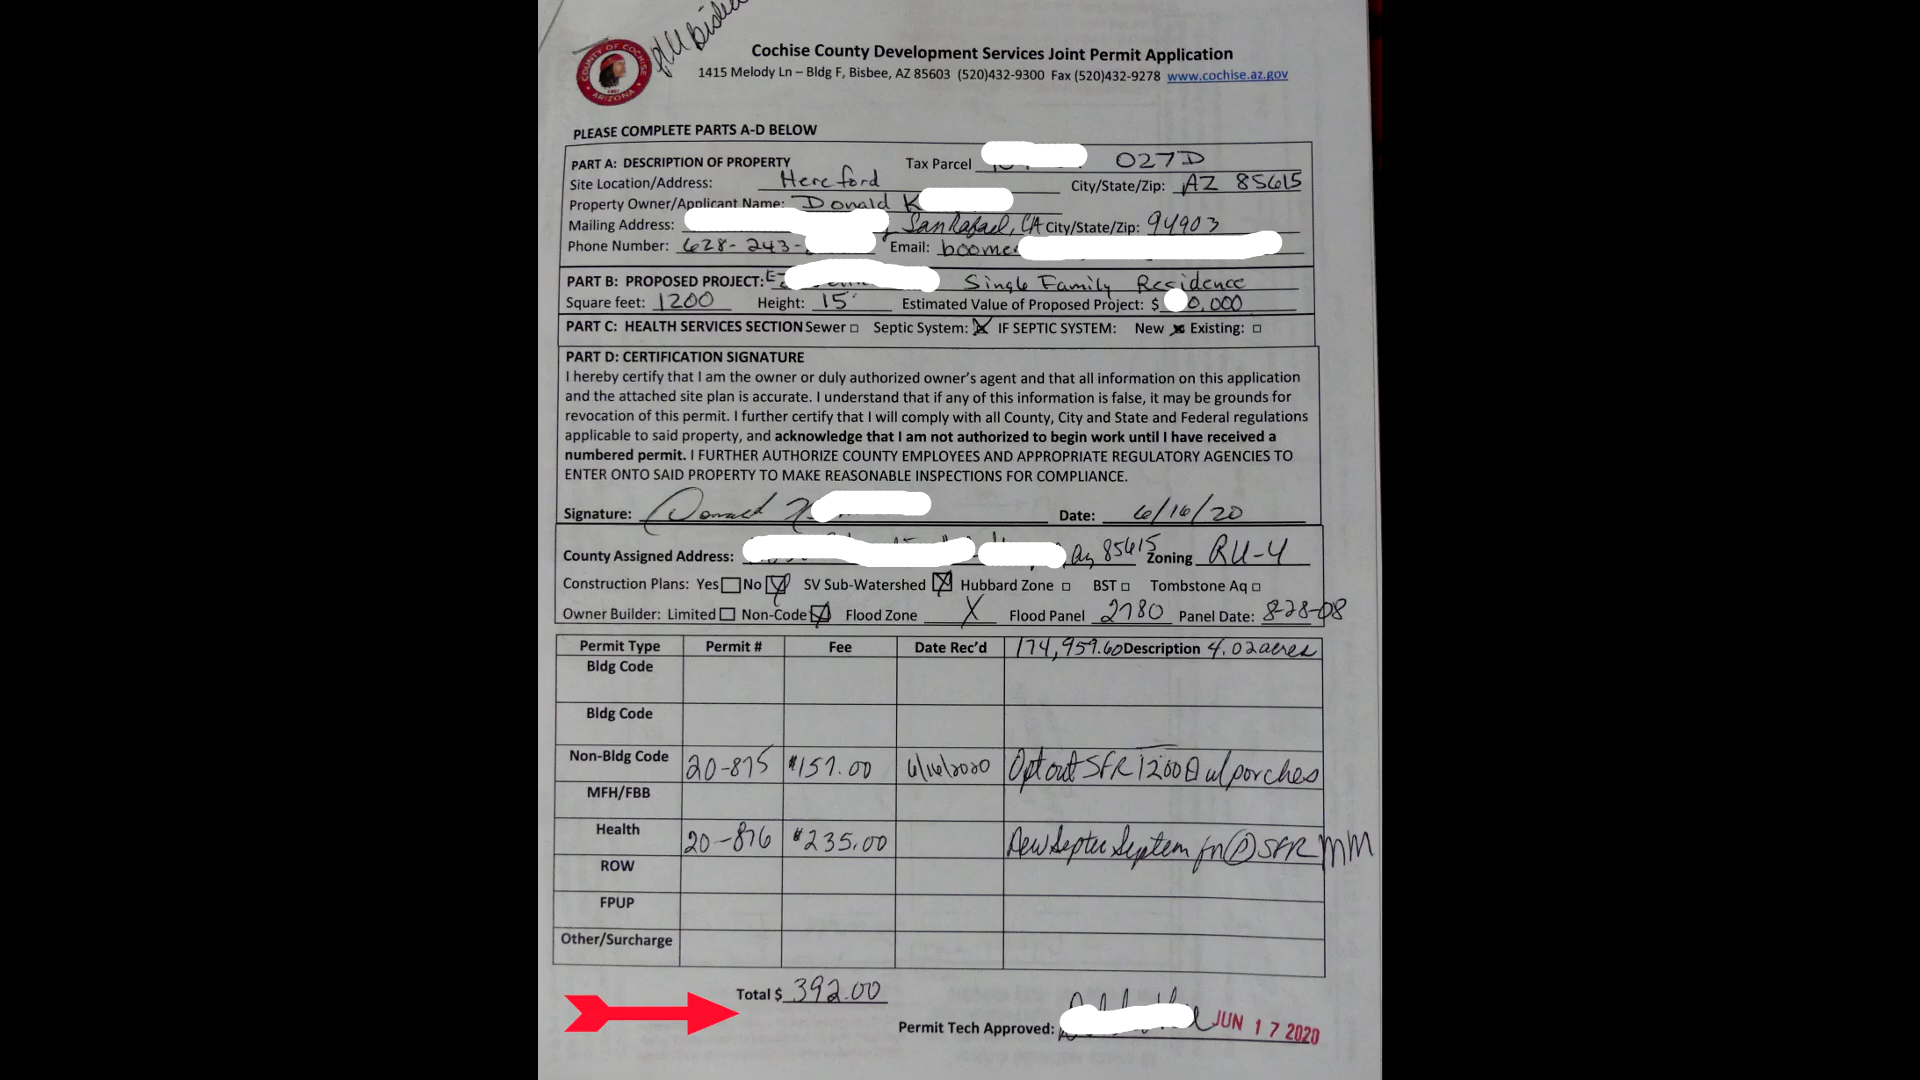 PU Bisbee
COUNTY OF COCHISE
ARIZONA
Cochise County Development Services Joint Permit Application
1415 Melody Ln – Bldg F, Bisbee, AZ 85603 (520)432-9300 Fax (520)432-9278 www.cochise.az.gov
PLEASE COMPLETE PARTS A-D BELOW
PART A: DESCRIPTION OF PROPERTY Tax Parcel 027D
Site Location/Address: Hereford City/State/Zip: AZ 85615
Property Owner/Applicant Name: Donald K
Mailing Address: San Rafael, CA City/State/Zip: 94903
Phone Number: 628-243- Email: boome
PART B: PROPOSED PROJECT: Single Family Residence
Square feet: 1200 Height: 15' Estimated Value of Proposed Project: $ 0,000
PART C: HEALTH SERVICES SECTION Sewer □ Septic System: ☒ IF SEPTIC SYSTEM: New ☒ Existing: □
PART D: CERTIFICATION SIGNATURE
I hereby certify that I am the owner or duly authorized owner's agent and that all information on this application
and the attached site plan is accurate. I understand that if any of this information is false, it may be grounds for
revocation of this permit. I further certify that I will comply with all County, City and State and Federal regulations
applicable to said property, and acknowledge that I am not authorized to begin work until I have received a
numbered permit. I FURTHER AUTHORIZE COUNTY EMPLOYEES AND APPROPRIATE REGULATORY AGENCIES TO
ENTER ONTO SAID PROPERTY TO MAKE REASONABLE INSPECTIONS FOR COMPLIANCE.
Signature: Donald Date: 6/16/20
County Assigned Address: Az 85615 Zoning RU-4
Construction Plans: Yes □ No ☒ SV Sub-Watershed ☒ Hubbard Zone □ BST □ Tombstone Aq □
Owner Builder: Limited □ Non-Code ☒ Flood Zone X Flood Panel 2780 Panel Date: 8-28-08
Permit Type Permit # Fee Date Rec'd 174,959.60 Description 4.02 acres
Bldg Code
Bldg Code
Non-Bldg Code 20-875 $157.00 6/16/2020 Opt out SFR 1200 w/ porches
MFH/FBB
Health 20-876 $235.00 New Septic System for Ⓟ SFR MM
ROW
FPUP
Other/Surcharge
Total $ 392.00
Permit Tech Approved: JUN 17 2020